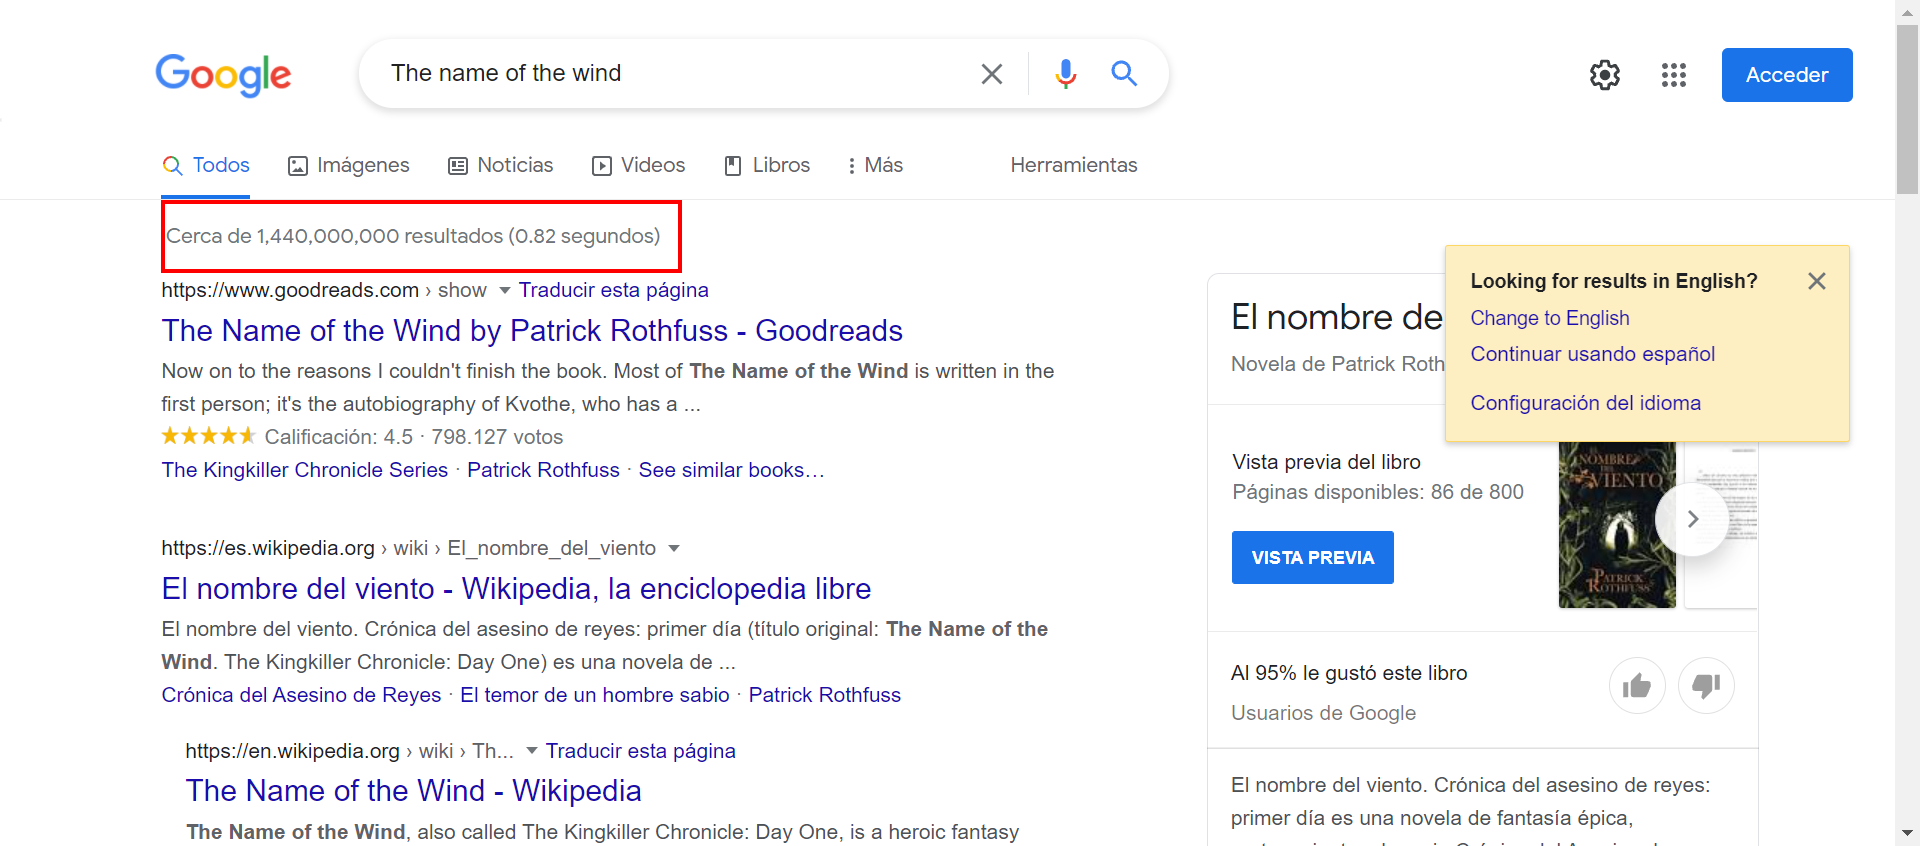 Google
The name of the wind
Acceder
Todos
Imágenes
Noticias
Videos
Libros
Más
Herramientas
Cerca de 1,440,000,000 resultados (0.82 segundos)
https://www.goodreads.com › show Traducir esta página
The Name of the Wind by Patrick Rothfuss - Goodreads
Now on to the reasons I couldn't finish the book. Most of The Name of the Wind is written in the
first person; it's the autobiography of Kvothe, who has a ...
Calificación: 4.5 · 798.127 votos
The Kingkiller Chronicle Series · Patrick Rothfuss · See similar books…
https://es.wikipedia.org › wiki › El_nombre_del_viento
El nombre del viento - Wikipedia, la enciclopedia libre
El nombre del viento. Crónica del asesino de reyes: primer día (título original: The Name of the
Wind. The Kingkiller Chronicle: Day One) es una novela de ...
Crónica del Asesino de Reyes · El temor de un hombre sabio · Patrick Rothfuss
https://en.wikipedia.org › wiki › Th... Traducir esta página
The Name of the Wind - Wikipedia
The Name of the Wind, also called The Kingkiller Chronicle: Day One, is a heroic fantasy
Looking for results in English?
Change to English
Continuar usando español
Configuración del idioma
El nombre de
Novela de Patrick Roth
Vista previa del libro
Páginas disponibles: 86 de 800
VISTA PREVIA
NOMBRE
DEL
VIENTO
PATRICK
ROTHFUSS
Al 95% le gustó este libro
Usuarios de Google
El nombre del viento. Crónica del asesino de reyes:
primer día es una novela de fantasía épica,